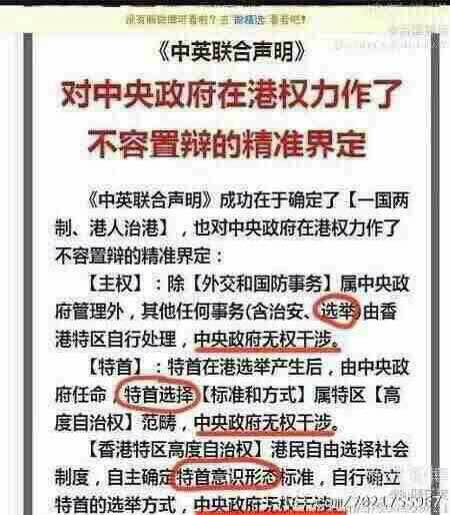 没有
看看吧!
《中英联合声明》
对中央政府在港权力作了
不容置辩的精准界定
《中英联合声明》成功在于确定了【一国两
制、港人治港】，也对中央政府在港权力作了
不容置辩的精准界定：
【主权】：除【外交和国防事务】属中央政
府管理外，其他任何事务(含治安、选举)由香
港特区自行处理，中央政府无权干涉。
【特首】：特首在港选举产生后，由中央政
府任命，特首选择【标准和方式】属特区【高
度自治权】范畴，中央政府无权干涉。
【香港特区高度自治权】港民自由选择社会
制度，自主确定特首意识形态标准，自行确立
特首的选举方式，中央政府无权干涉